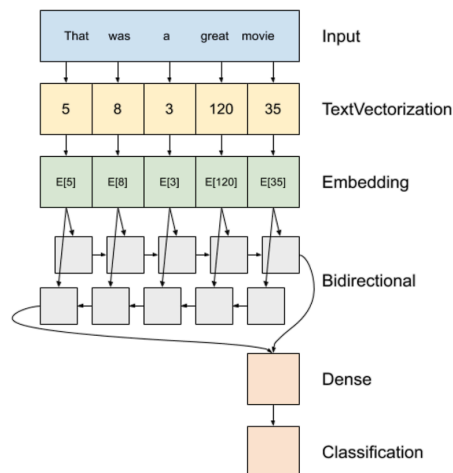 That was a great movie Input
5 8 3 120 35 TextVectorization
E[5] E[8] E[3] E[120] E[35] Embedding
Bidirectional
Dense
Classification